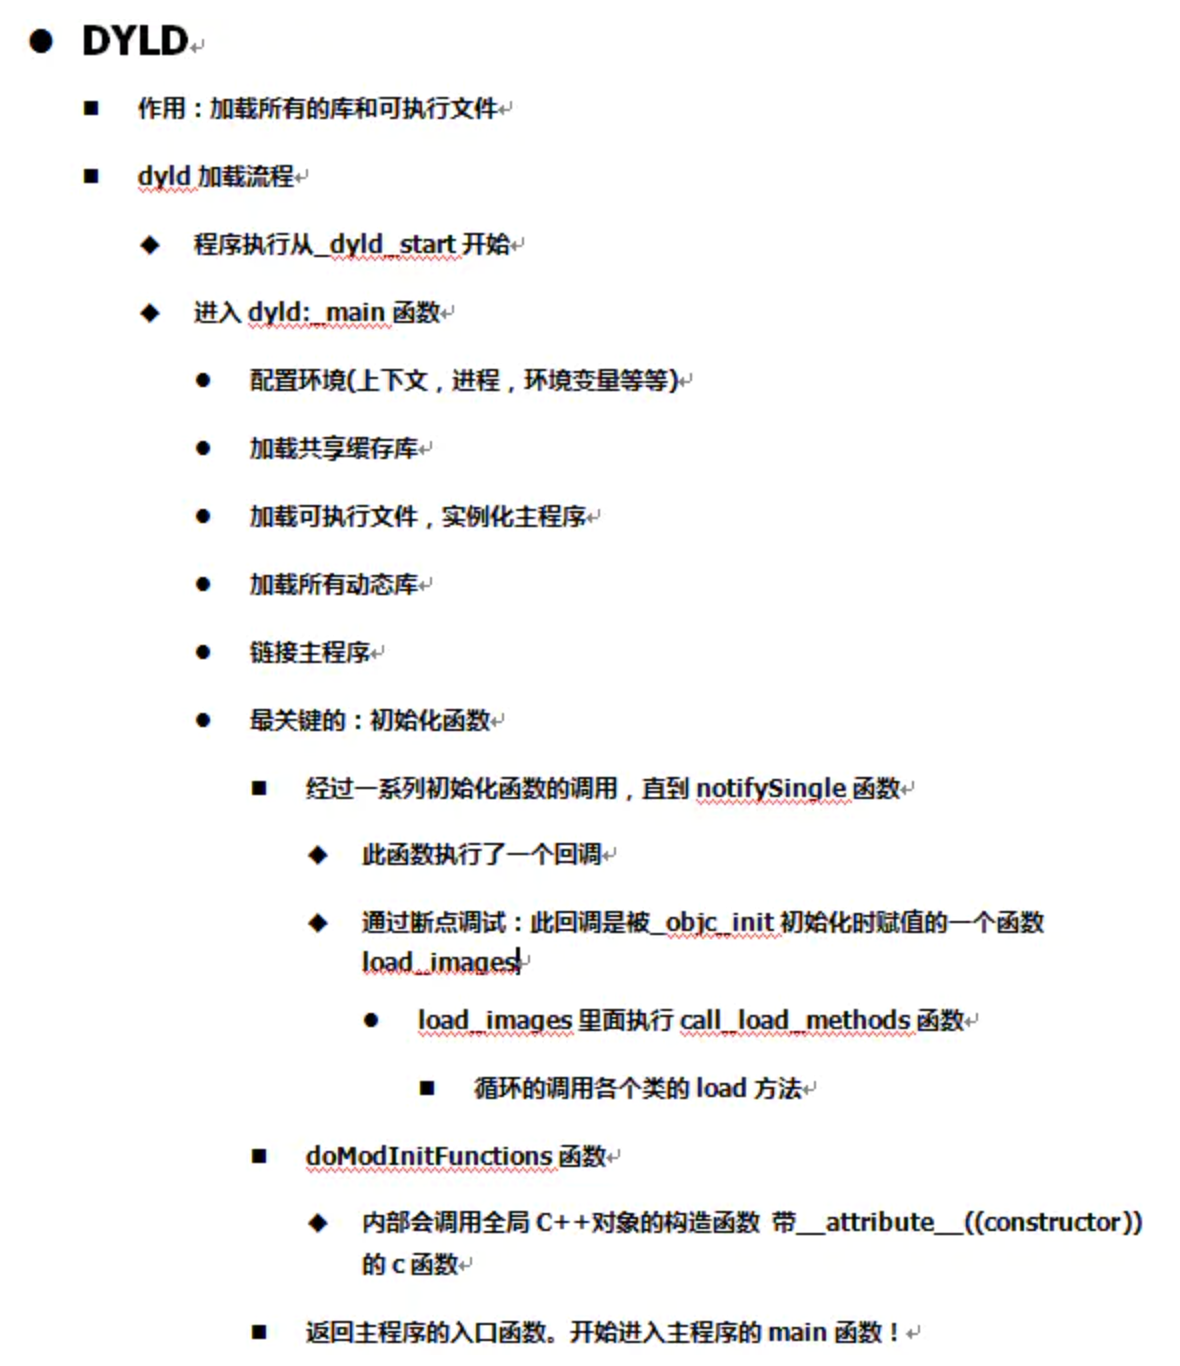 DYLD
作用：加载所有的库和可执行文件
dyld 加载流程
程序执行从_dyld_start 开始
进入 dyld:_main 函数
配置环境(上下文，进程，环境变量等等)
加载共享缓存库
加载可执行文件，实例化主程序
加载所有动态库
链接主程序
最关键的：初始化函数
经过一系列初始化函数的调用，直到 notifySingle 函数
此函数执行了一个回调
通过断点调试：此回调是被_objc_init 初始化时赋值的一个函数
load_images
load_images 里面执行 call_load_methods 函数
循环的调用各个类的 load 方法
doModInitFunctions 函数
内部会调用全局 C++对象的构造函数 带__attribute__((constructor))
的 c 函数
返回主程序的入口函数。开始进入主程序的 main 函数！